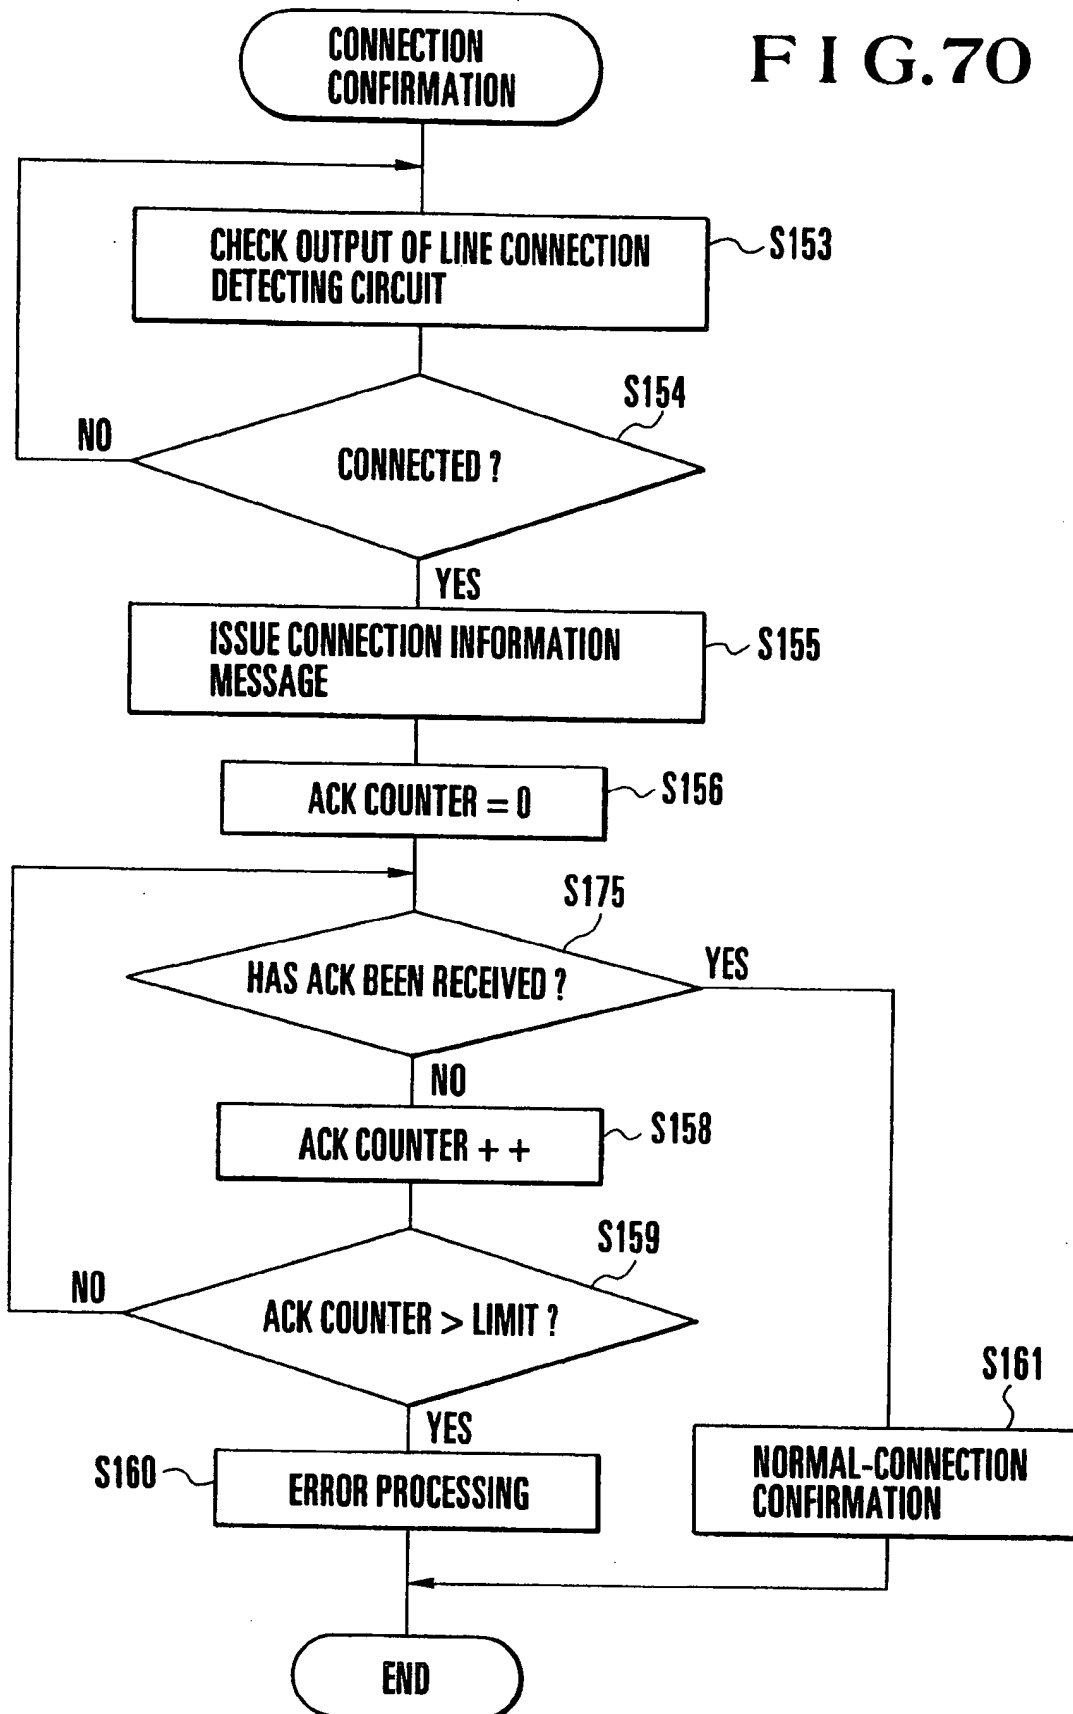 FIG.70
CONNECTION
CONFIRMATION
CHECK OUTPUT OF LINE CONNECTION
DETECTING CIRCUIT
S153
S154
NO
CONNECTED ?
YES
ISSUE CONNECTION INFORMATION
MESSAGE
S155
ACK COUNTER = 0
S156
S175
HAS ACK BEEN RECEIVED ?
YES
NO
ACK COUNTER + +
S158
S159
NO
ACK COUNTER > LIMIT ?
YES
S160
ERROR PROCESSING
S161
NORMAL-CONNECTION
CONFIRMATION
END